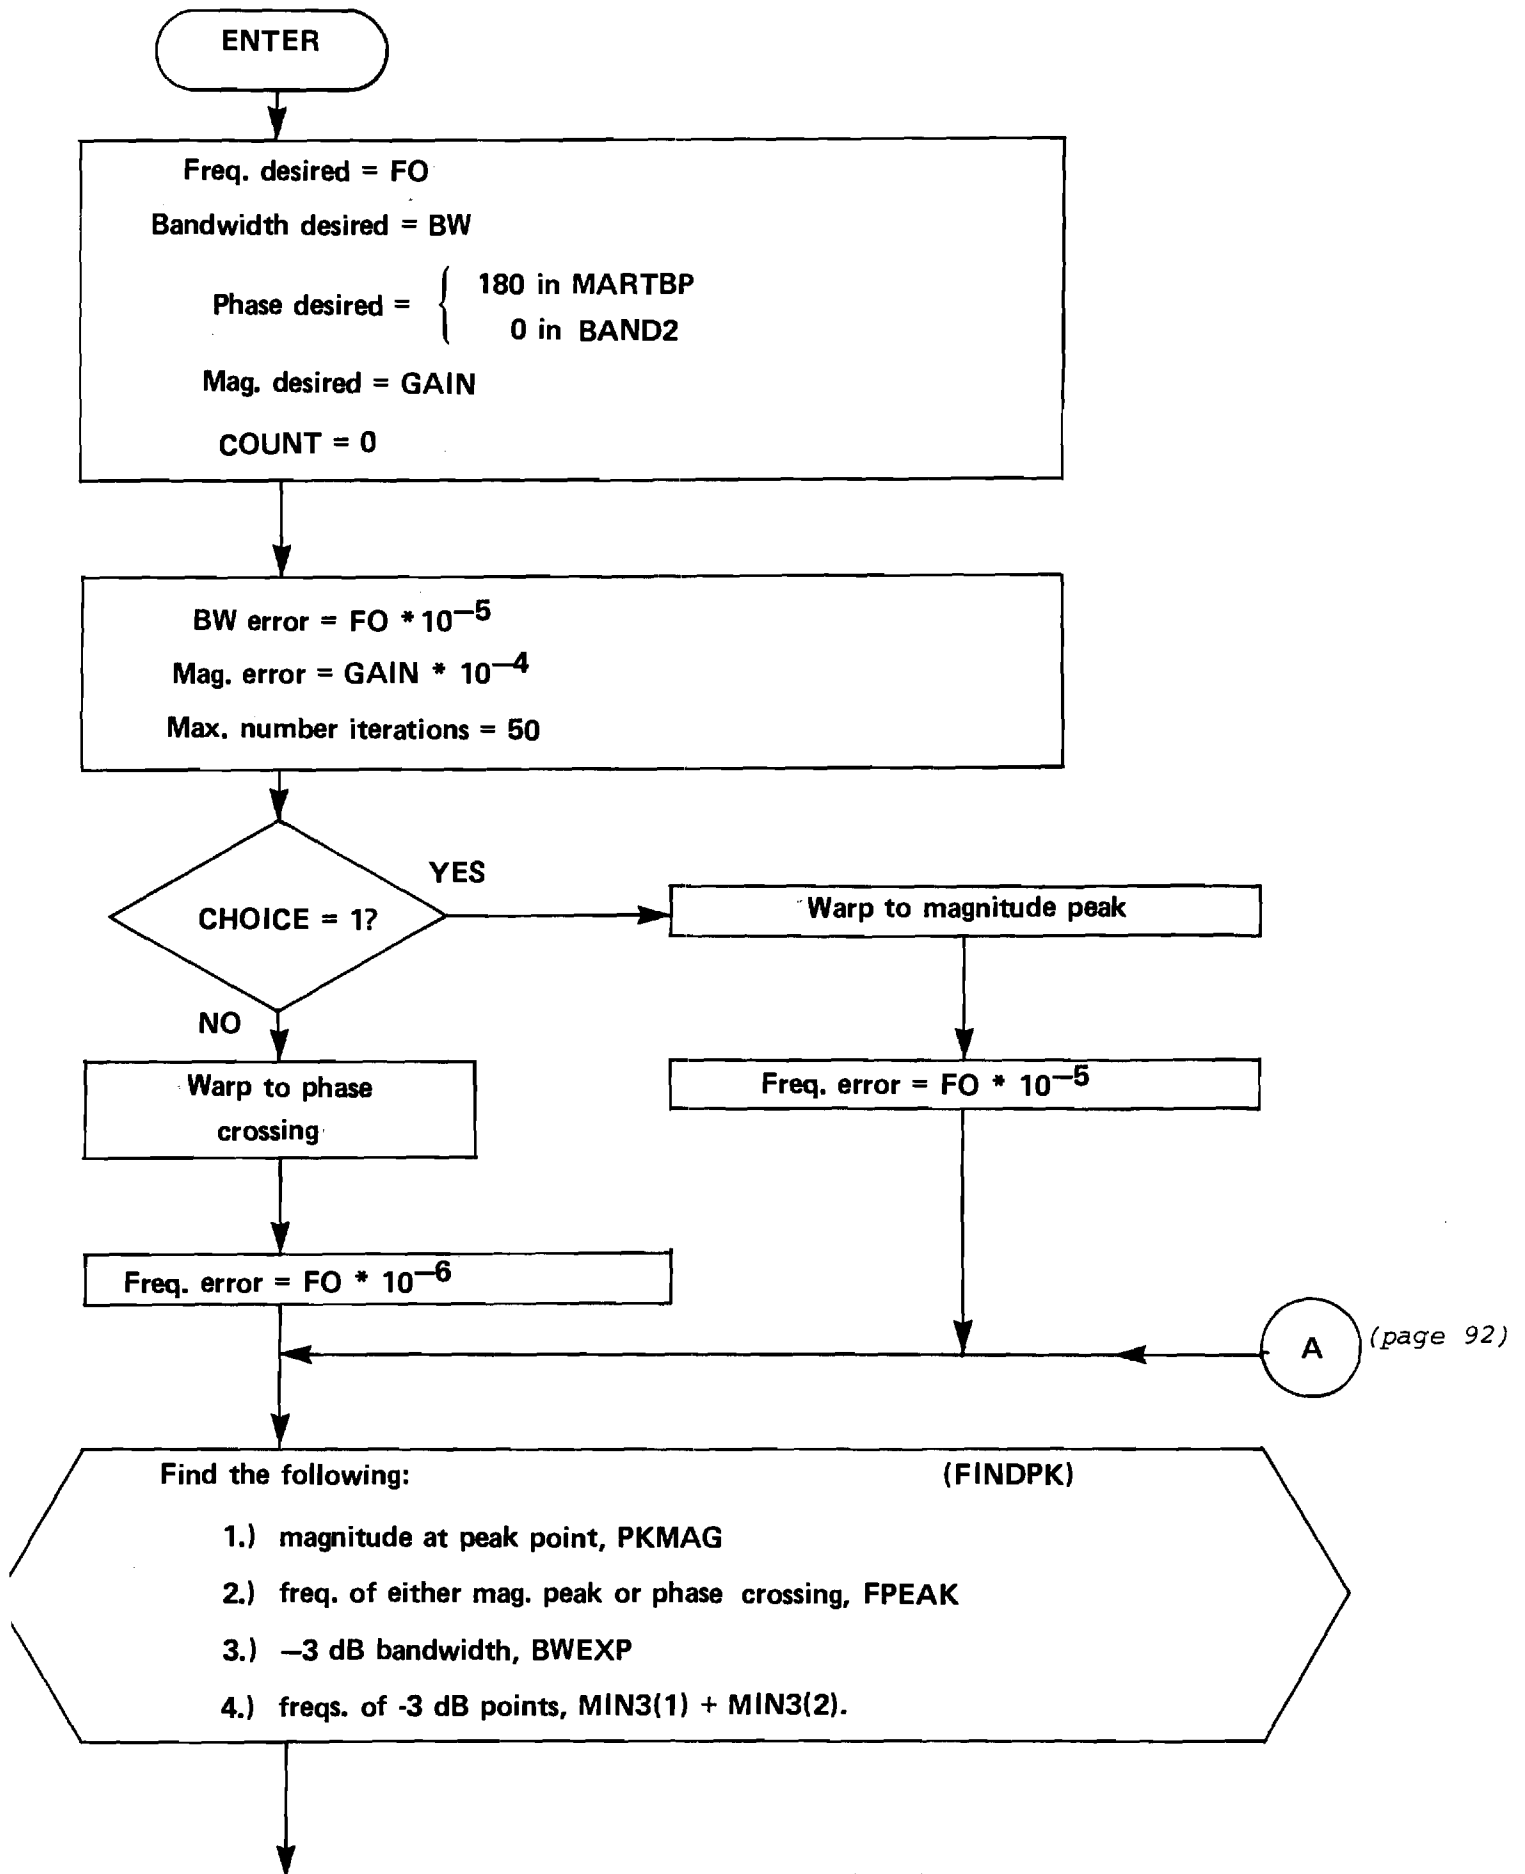 ENTER
Freq. desired = FO
Bandwidth desired = BW
Phase desired = { 180 in MARTBP
0 in BAND2
Mag. desired = GAIN
COUNT = 0
BW error = FO * 10⁻⁵
Mag. error = GAIN * 10⁻⁴
Max. number iterations = 50
CHOICE = 1?
YES
Warp to magnitude peak
NO
Warp to phase
crossing
Freq. error = FO * 10⁻⁵
Freq. error = FO * 10⁻⁶
A (page 92)
Find the following: (FINDPK)
1.) magnitude at peak point, PKMAG
2.) freq. of either mag. peak or phase crossing, FPEAK
3.) —3 dB bandwidth, BWEXP
4.) freqs. of -3 dB points, MIN3(1) + MIN3(2).